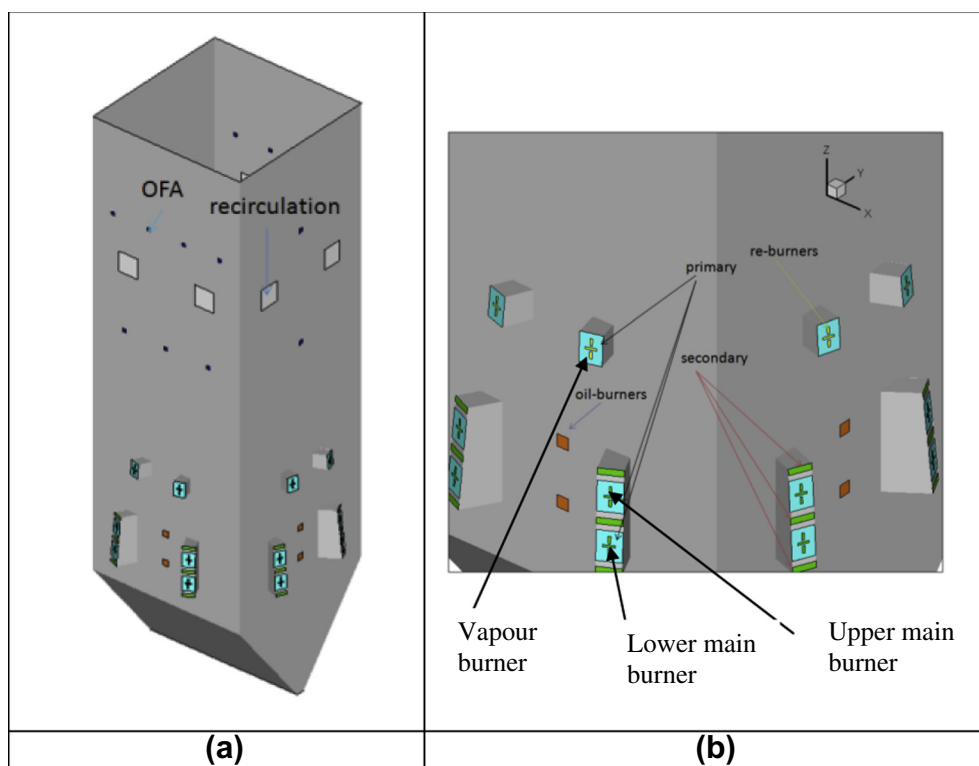 OFA
recirculation
(a)
Z
Y
X
primary
re-burners
secondary
oil-burners
Vapour
burner
Lower main
burner
Upper main
burner
(b)